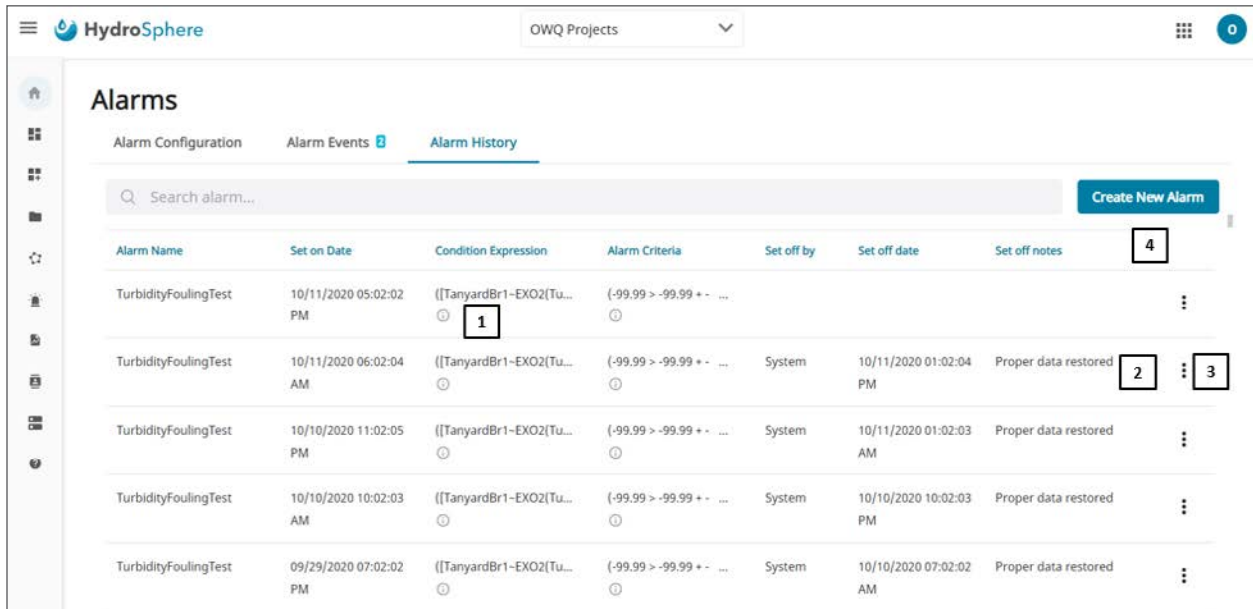 HydroSphere
OWQ Projects
O
Alarms
Alarm Configuration
Alarm Events 2
Alarm History
Search alarm...
Create New Alarm
4
Alarm Name Set on Date Condition Expression Alarm Criteria Set off by Set off date Set off notes
TurbidityFoulingTest 10/11/2020 05:02:02 ([TanyardBr1~EXO2(Tu... (-99.99 > -99.99 + - ...
PM
1
TurbidityFoulingTest 10/11/2020 06:02:04 ([TanyardBr1~EXO2(Tu... (-99.99 > -99.99 + - ... System 10/11/2020 01:02:04 Proper data restored
AM PM
2 3
TurbidityFoulingTest 10/10/2020 11:02:05 ([TanyardBr1~EXO2(Tu... (-99.99 > -99.99 + - ... System 10/11/2020 01:02:03 Proper data restored
PM AM
TurbidityFoulingTest 10/10/2020 10:02:03 ([TanyardBr1~EXO2(Tu... (-99.99 > -99.99 + - ... System 10/10/2020 10:02:03 Proper data restored
AM PM
TurbidityFoulingTest 09/29/2020 07:02:02 ([TanyardBr1~EXO2(Tu... (-99.99 > -99.99 + - ... System 10/10/2020 07:02:02 Proper data restored
PM AM